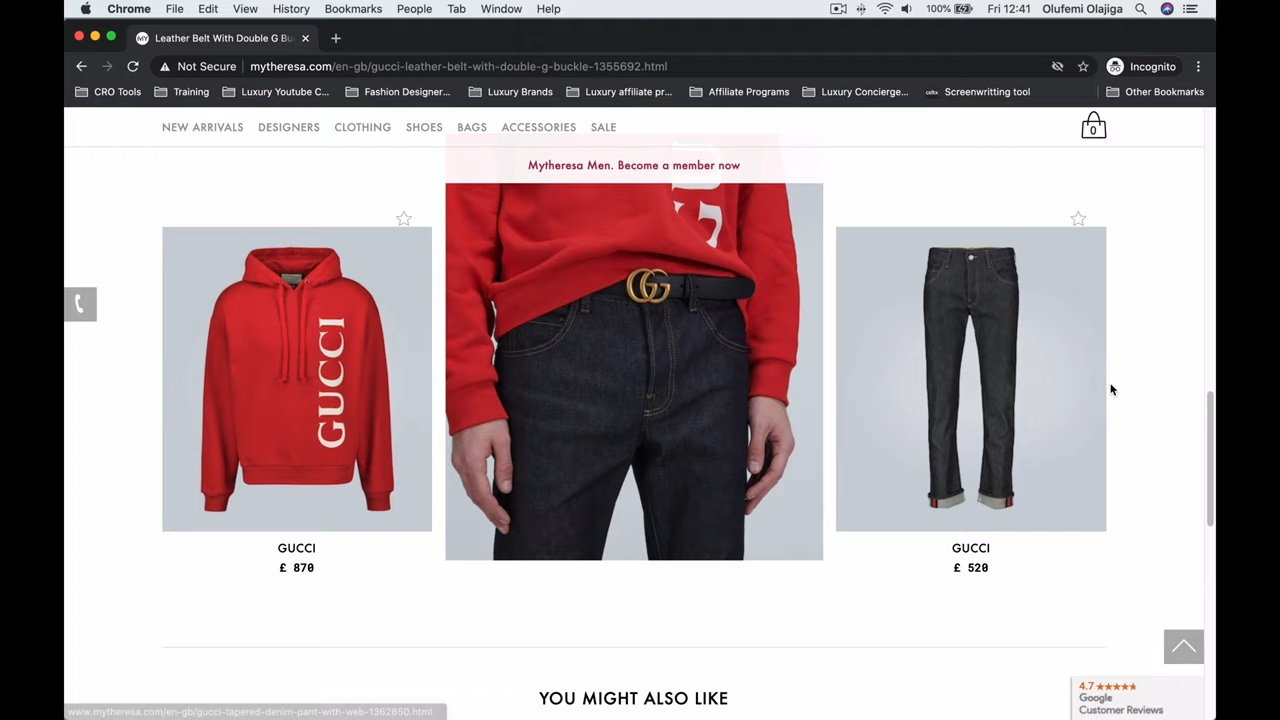 Chrome File Edit View History Bookmarks People Tab Window Help 100% Fri 12:41 Olufemi Olajiga
MY Leather Belt With Double G Bu
Not Secure mytheresa.com/en-gb/gucci-leather-belt-with-double-g-buckle-1355692.html Incognito
CRO Tools Training Luxury Youtube C... Fashion Designer... Luxury Brands Luxury affiliate pr... Affiliate Programs Luxury Concierge... celtx Screenwritting tool Other Bookmarks
NEW ARRIVALS DESIGNERS CLOTHING SHOES BAGS ACCESSORIES SALE 0
Mytheresa Men. Become a member now
GUCCI
GUCCI
£ 870
GUCCI
£ 520
YOU MIGHT ALSO LIKE
4.7 ★★★★★
Google
Customer Reviews
www.mytheresa.com/en-gb/gucci-tapered-denim-pant-with-web-1362850.html